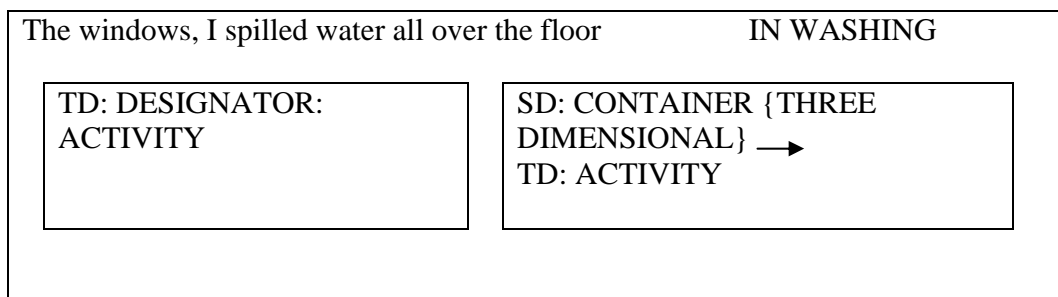 The windows, I spilled water all over the floor IN WASHING
TD: DESIGNATOR:
ACTIVITY
SD: CONTAINER {THREE
DIMENSIONAL}
TD: ACTIVITY